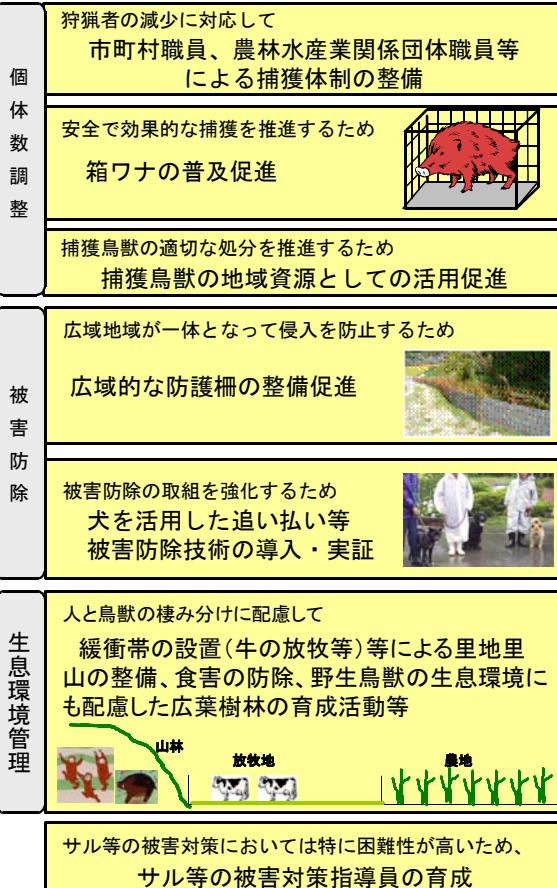 個体数調整
狩猟者の減少に対応して
市町村職員、農林水産業関係団体職員等
による捕獲体制の整備
安全で効果的な捕獲を推進するため
箱ワナの普及促進
捕獲鳥獣の適切な処分を推進するため
捕獲鳥獣の地域資源としての活用促進
被害防除
広域地域が一体となって侵入を防止するため
広域的な防護柵の整備促進
被害防除の取組を強化するため
犬を活用した追い払い等
被害防除技術の導入・実証
生息環境管理
人と鳥獣の棲み分けに配慮して
緩衝帯の設置(牛の放牧等)等による里地里
山の整備、食害の防除、野生鳥獣の生息環境に
も配慮した広葉樹林の育成活動等
山林
放牧地
農地
サル等の被害対策においては特に困難性が高いため、
サル等の被害対策指導員の育成